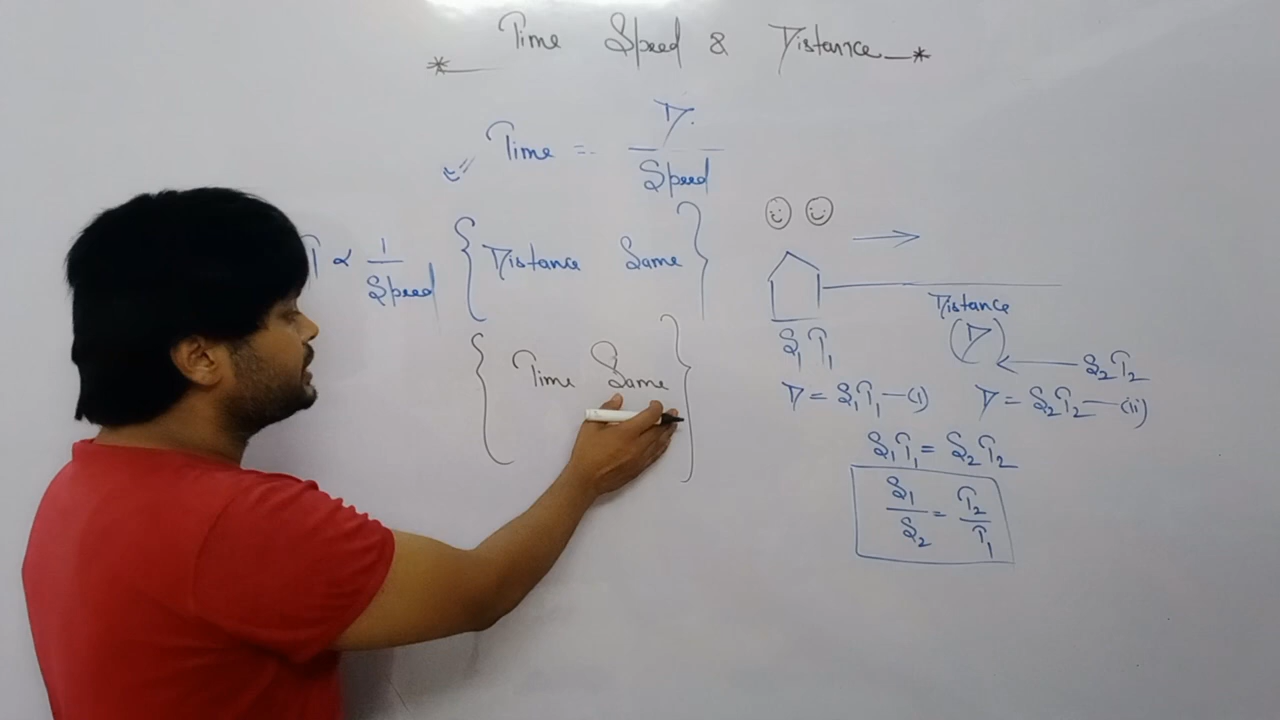 Time Speed & Distance
Time = D / Speed
T ∝ 1 / Speed { Distance Same }
{ Time Same }
Distance
(D)
S₁T₁
S₂T₂
D = S₁T₁ —(i)
D = S₂T₂ —(ii)
S₁T₁ = S₂T₂
S₁ / S₂ = T₂ / T₁